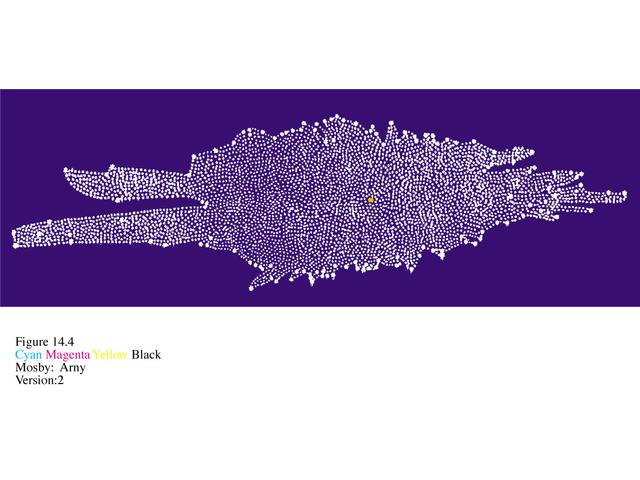 Figure 14.4
Cyan Magenta Yellow Black
Mosby: Arny
Version:2